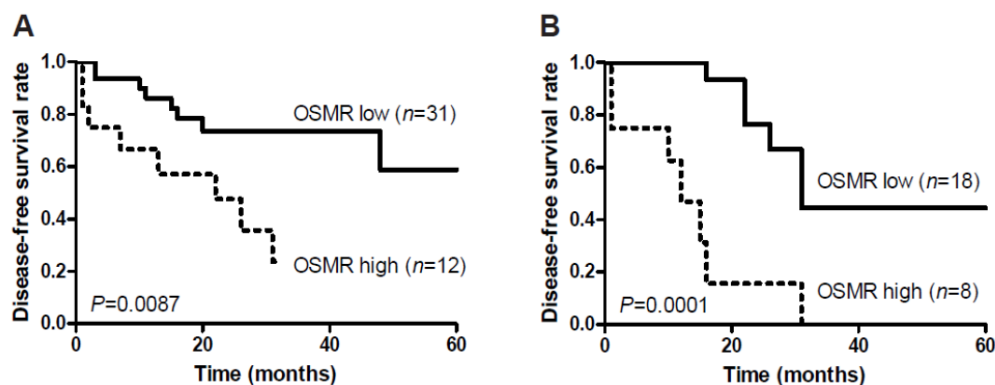 A
Disease-free survival rate
1.0
0.8
0.6
0.4
0.2
0.0
OSMR low (n=31)
OSMR high (n=12)
P=0.0087
0 20 40 60
Time (months)
B
Disease-free survival rate
1.0
0.8
0.6
0.4
0.2
0.0
OSMR low (n=18)
OSMR high (n=8)
P=0.0001
0 20 40 60
Time (months)